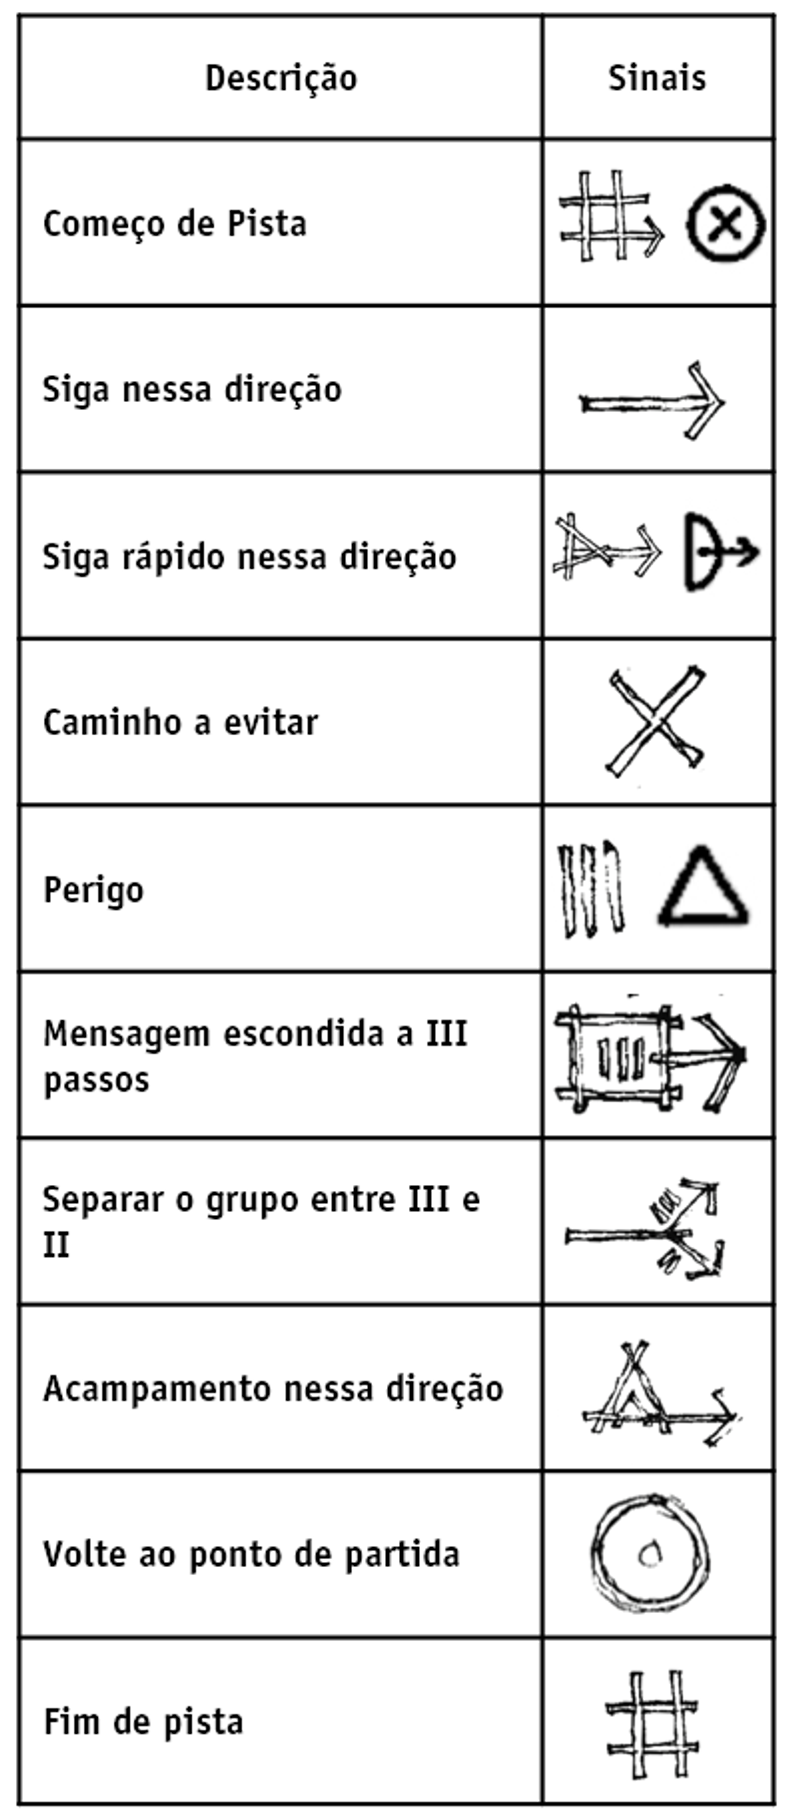 Descrição
Sinais
Começo de Pista
Siga nessa direção
Siga rápido nessa direção
Caminho a evitar
Perigo
Mensagem escondida a III
passos
Separar o grupo entre III e
II
Acampamento nessa direção
Volte ao ponto de partida
Fim de pista